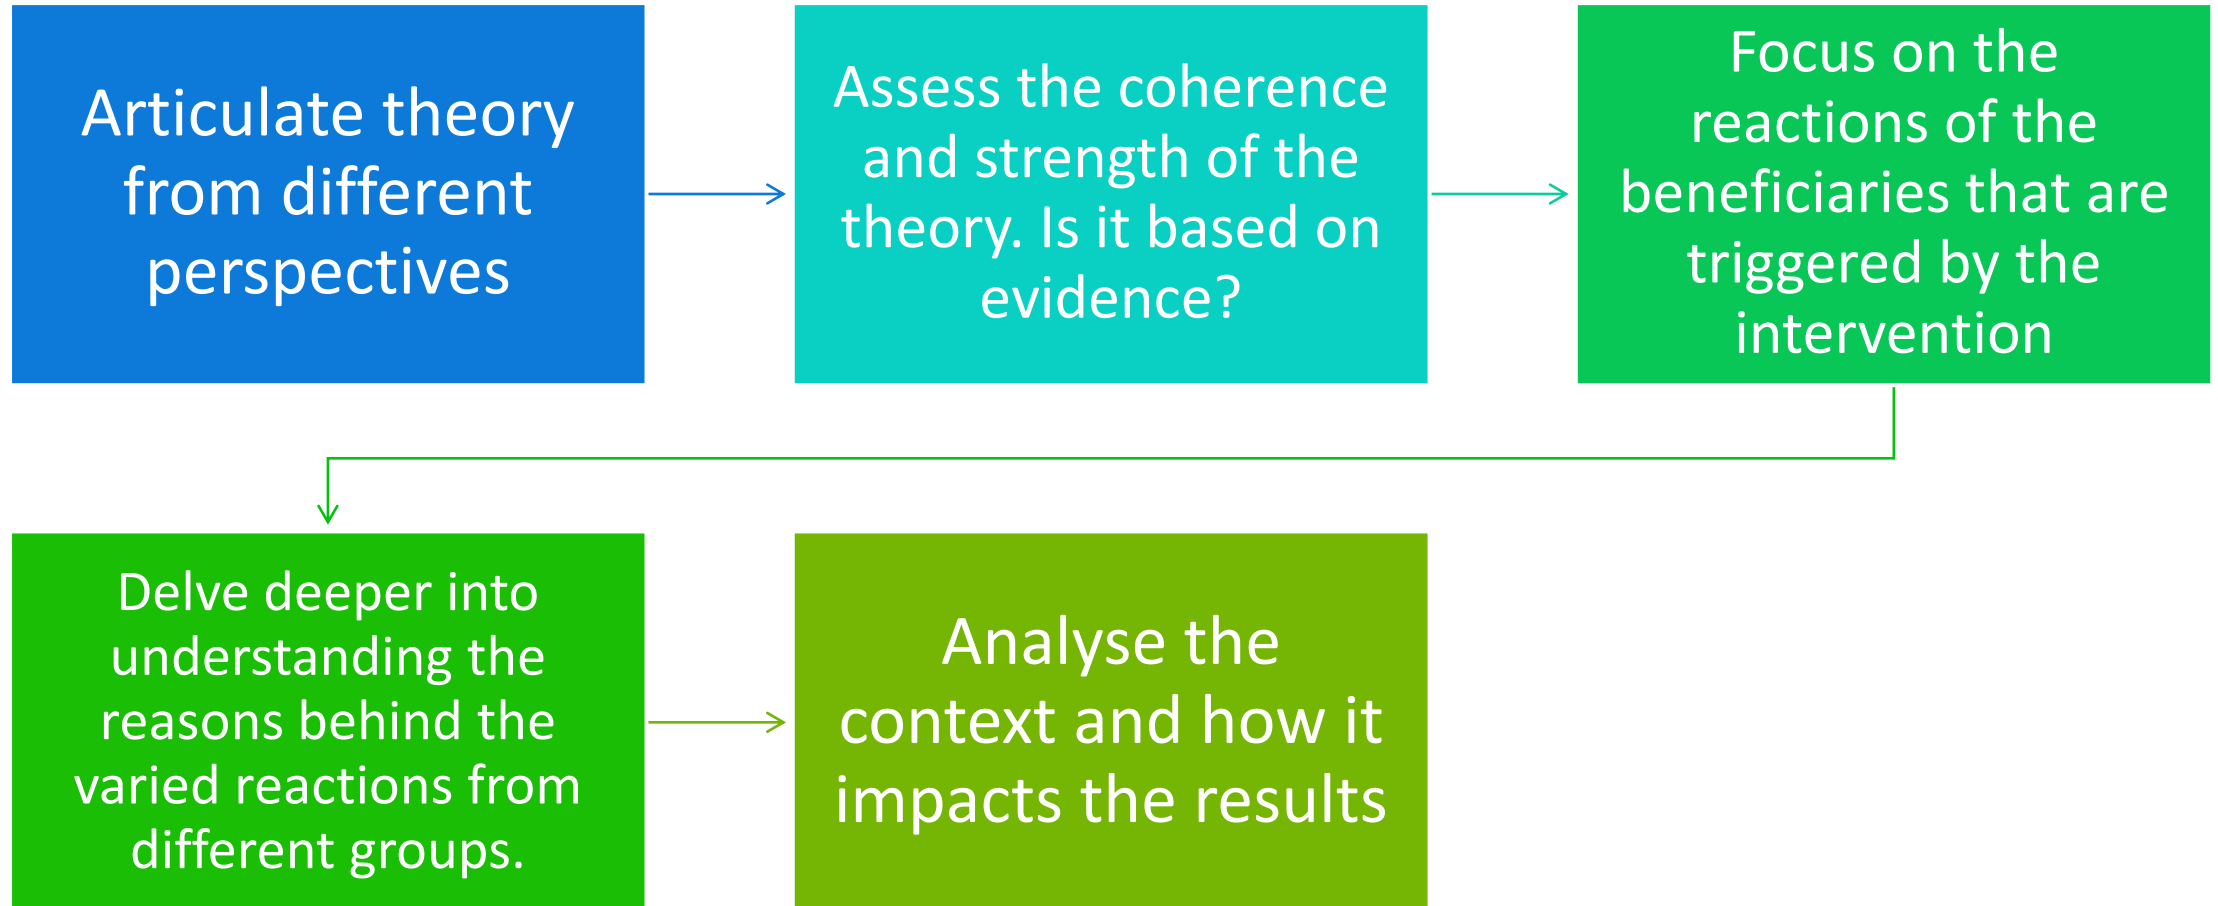 Articulate theory
from different
perspectives
Assess the coherence
and strength of the
theory. Is it based on
evidence?
Focus on the
reactions of the
beneficiaries that are
triggered by the
intervention
Delve deeper into
understanding the
reasons behind the
varied reactions from
different groups.
Analyse the
context and how it
impacts the results